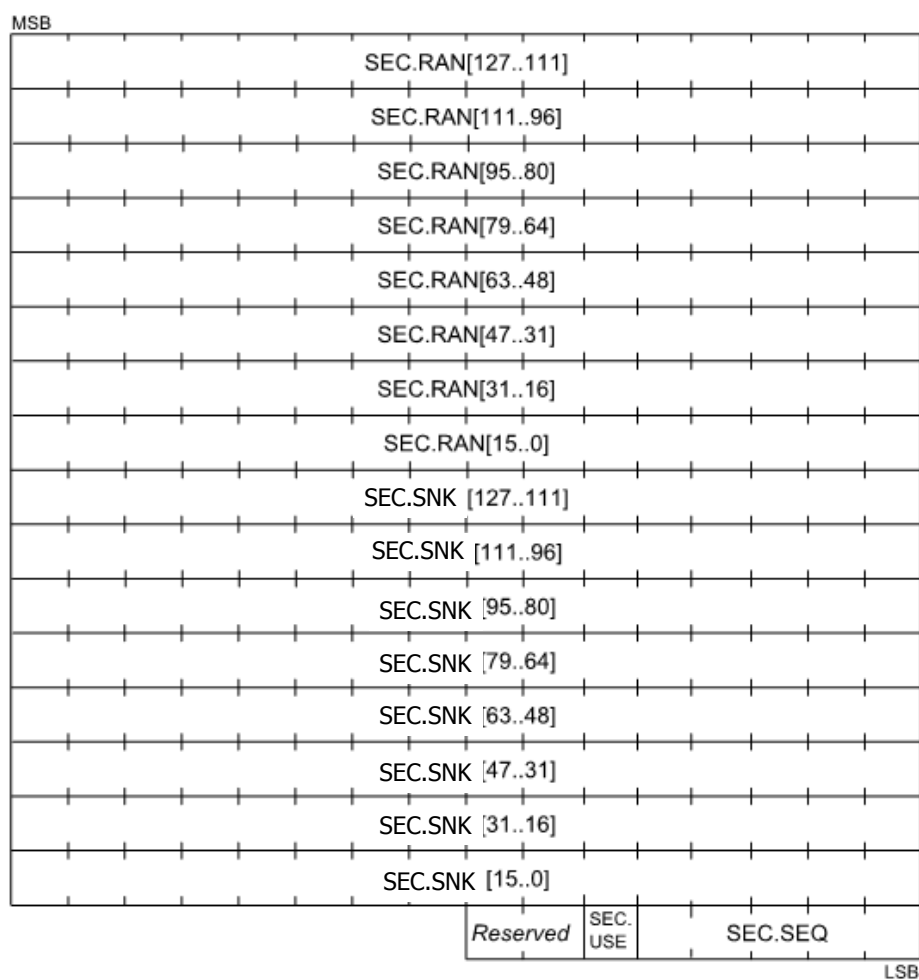 MSB
SEC.RAN[127..111]
SEC.RAN[111..96]
SEC.RAN[95..80]
SEC.RAN[79..64]
SEC.RAN[63..48]
SEC.RAN[47..31]
SEC.RAN[31..16]
SEC.RAN[15..0]
SEC.SNK [127..111]
SEC.SNK [111..96]
SEC.SNK [95..80]
SEC.SNK [79..64]
SEC.SNK [63..48]
SEC.SNK [47..31]
SEC.SNK [31..16]
SEC.SNK [15..0]
Reserved
SEC.
USE
SEC.SEQ
LSB